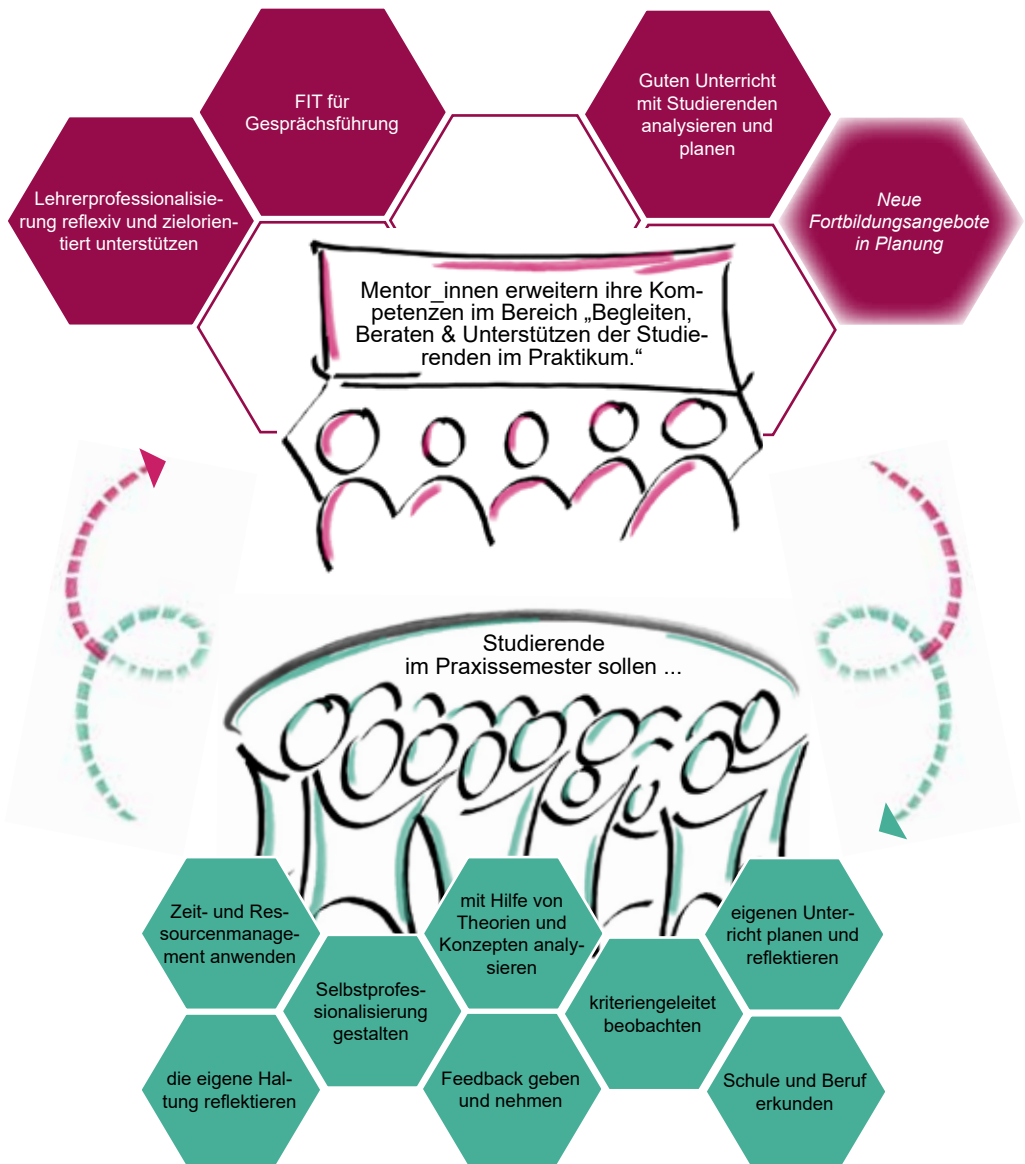 FIT für
Gesprächsführung
Guten Unterricht
mit Studierenden
analysieren und
planen
Lehrerprofessionalisie-
rung reflexiv und zielorien-
tiert unterstützen
Neue
Fortbildungsangebote
in Planung
Mentor_innen erweitern ihre Kom-
petenzen im Bereich „Begleiten,
Beraten & Unterstützen der Studie-
renden im Praktikum.“
Studierende
im Praxissemester sollen ...
Zeit- und Res-
sourcenmanage-
ment anwenden
mit Hilfe von
Theorien und
Konzepten analy-
sieren
eigenen Unter-
richt planen und
reflektieren
Selbstprofes-
sionalisierung
gestalten
kriteriengeleitet
beobachten
die eigene Hal-
tung reflektieren
Feedback geben
und nehmen
Schule und Beruf
erkunden